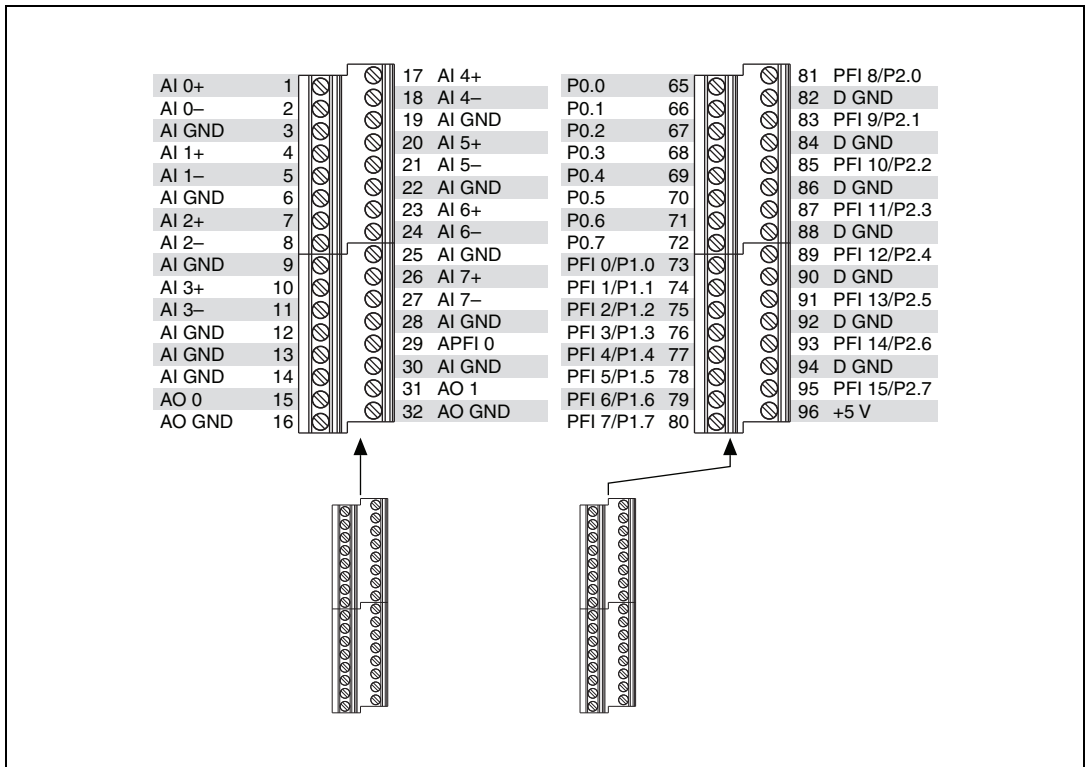 AI 0+ 1
AI 0– 2
AI GND 3
AI 1+ 4
AI 1– 5
AI GND 6
AI 2+ 7
AI 2– 8
AI GND 9
AI 3+ 10
AI 3– 11
AI GND 12
AI GND 13
AI GND 14
AO 0 15
AO GND 16
17 AI 4+
18 AI 4–
19 AI GND
20 AI 5+
21 AI 5–
22 AI GND
23 AI 6+
24 AI 6–
25 AI GND
26 AI 7+
27 AI 7–
28 AI GND
29 APFI 0
30 AI GND
31 AO 1
32 AO GND
P0.0 65
P0.1 66
P0.2 67
P0.3 68
P0.4 69
P0.5 70
P0.6 71
P0.7 72
PFI 0/P1.0 73
PFI 1/P1.1 74
PFI 2/P1.2 75
PFI 3/P1.3 76
PFI 4/P1.4 77
PFI 5/P1.5 78
PFI 6/P1.6 79
PFI 7/P1.7 80
81 PFI 8/P2.0
82 D GND
83 PFI 9/P2.1
84 D GND
85 PFI 10/P2.2
86 D GND
87 PFI 11/P2.3
88 D GND
89 PFI 12/P2.4
90 D GND
91 PFI 13/P2.5
92 D GND
93 PFI 14/P2.6
94 D GND
95 PFI 15/P2.7
96 +5 V